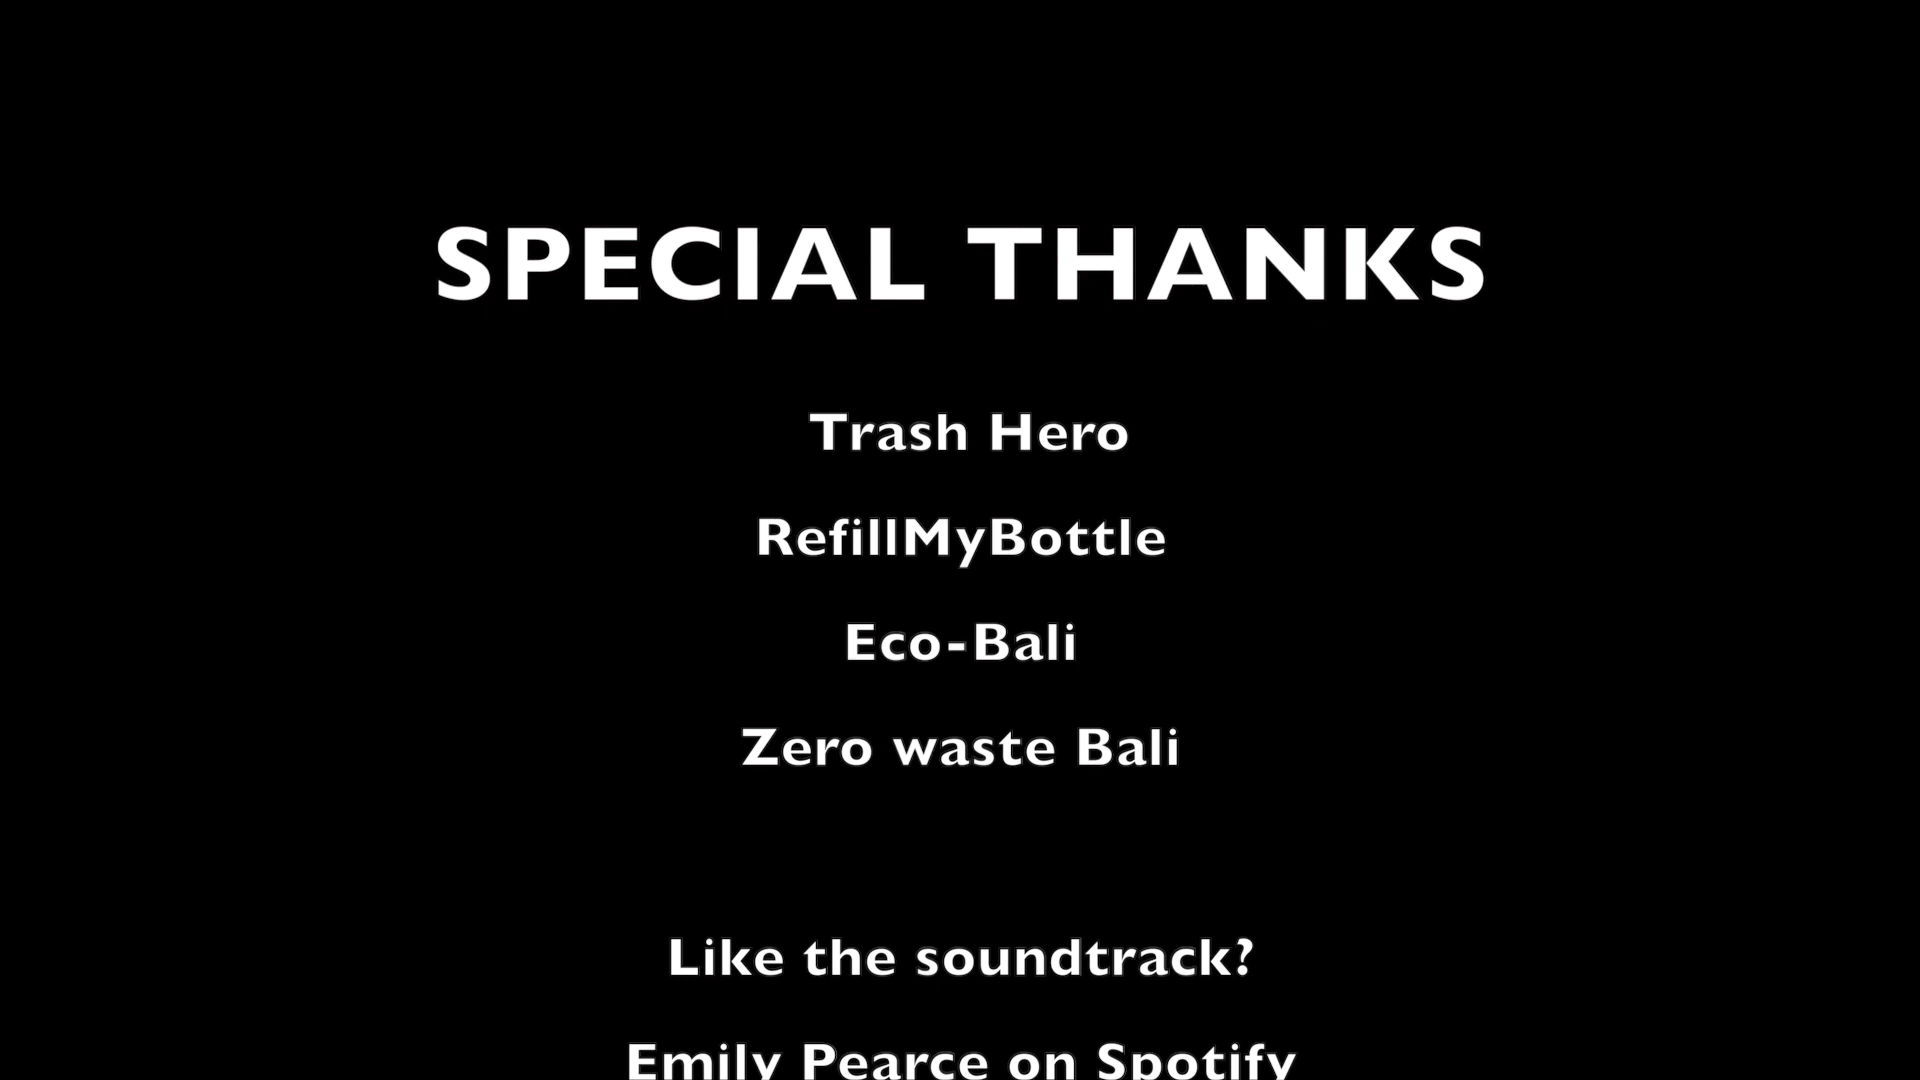 SPECIAL THANKS
Trash Hero
RefillMyBottle
Eco-Bali
Zero waste Bali
Like the soundtrack?
Emily Pearce on Spotify